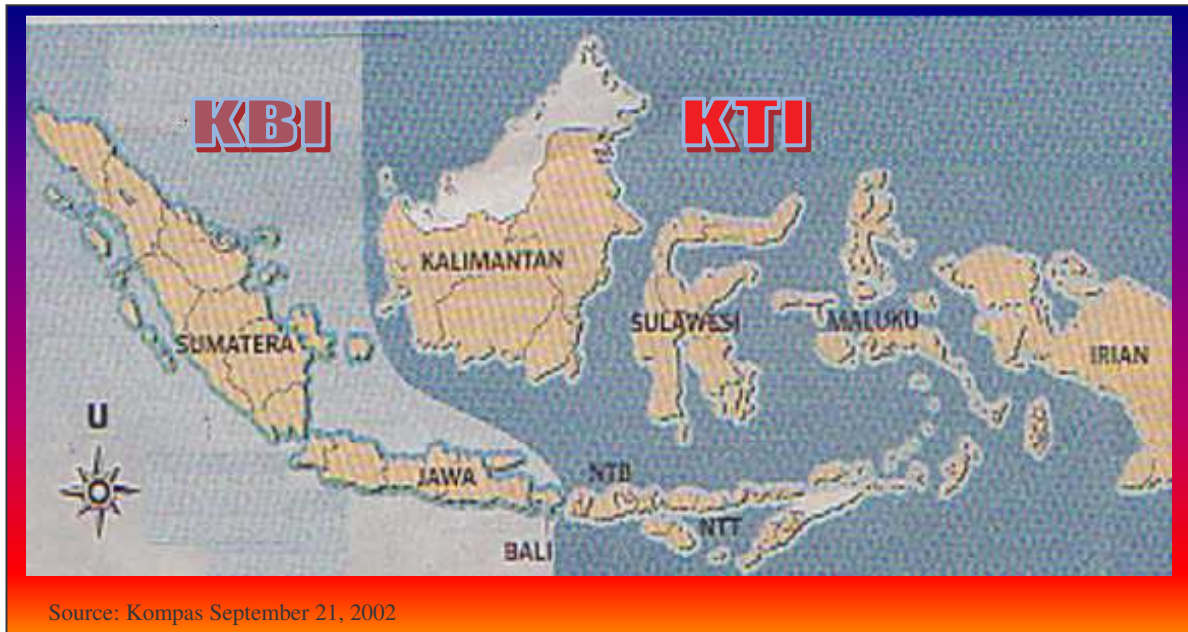 KBI
KTI
KALIMANTAN
SUMATERA
SULAWESI
MALUKU
IRIAN
U
JAWA
NTB
NTT
BALI
Source: Kompas September 21, 2002